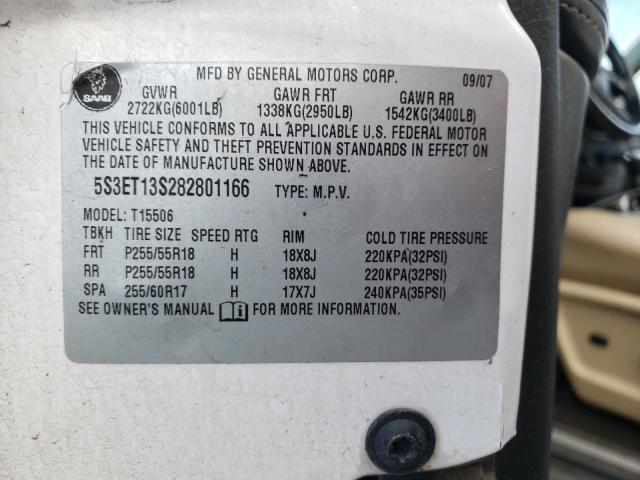 SAAB
MFD BY GENERAL MOTORS CORP. 09/07
GVWR GAWR FRT GAWR RR
2722KG(6001LB) 1338KG(2950LB) 1542KG(3400LB)
THIS VEHICLE CONFORMS TO ALL APPLICABLE U.S. FEDERAL MOTOR
VEHICLE SAFETY AND THEFT PREVENTION STANDARDS IN EFFECT ON
THE DATE OF MANUFACTURE SHOWN ABOVE.
5S3ET13S282801166 TYPE: M.P.V.
MODEL: T15506
TBKH TIRE SIZE SPEED RTG RIM COLD TIRE PRESSURE
FRT P255/55R18 H 18X8J 220KPA(32PSI)
RR P255/55R18 H 18X8J 220KPA(32PSI)
SPA 255/60R17 H 17X7J 240KPA(35PSI)
SEE OWNER'S MANUAL i FOR MORE INFORMATION.